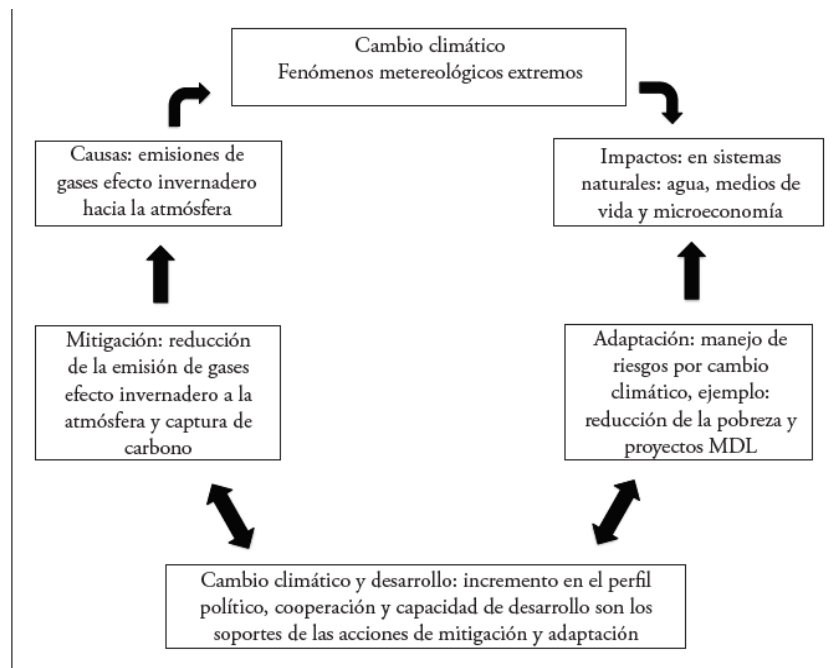 Cambio climático
Fenómenos metereológicos extremos
Causas: emisiones de
gases efecto invernadero
hacia la atmósfera
Impactos: en sistemas
naturales: agua, medios de
vida y microeconomía
Mitigación: reducción
de la emisión de gases
efecto invernadero a la
atmósfera y captura de
carbono
Adaptación: manejo de
riesgos por cambio
climático, ejemplo:
reducción de la pobreza y
proyectos MDL
Cambio climático y desarrollo: incremento en el perfil
político, cooperación y capacidad de desarrollo son los
soportes de las acciones de mitigación y adaptación